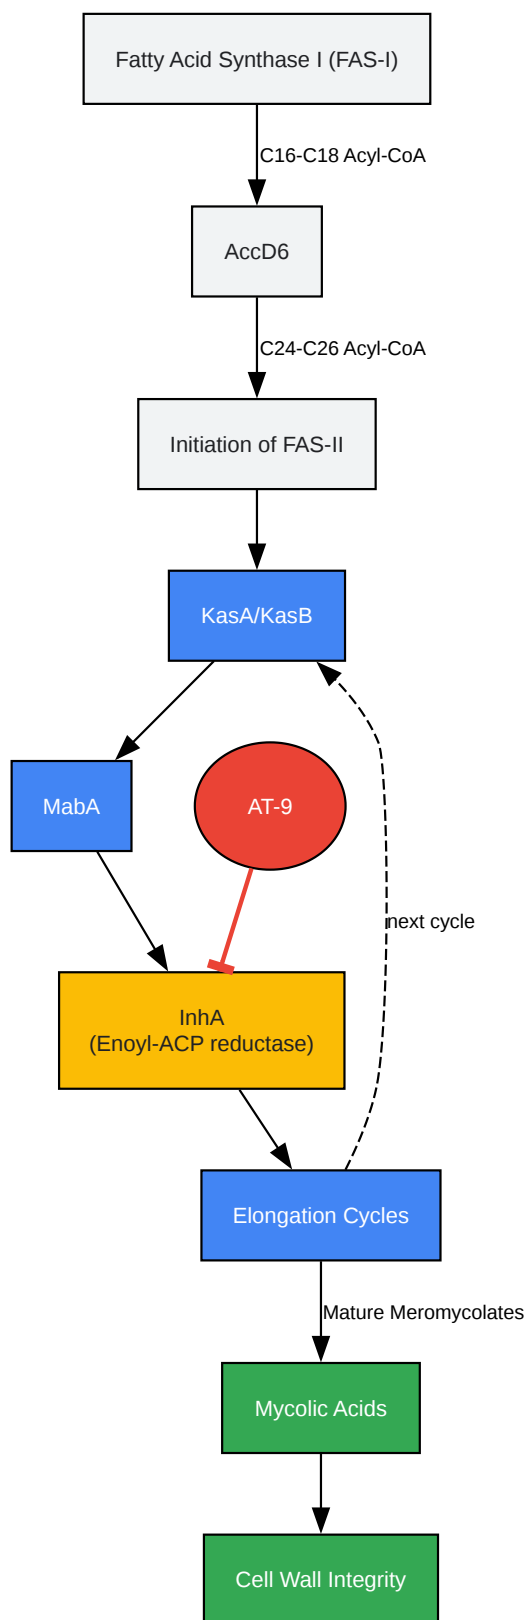 Fatty Acid Synthase I (FAS-I)
C16-C18 Acyl-CoA
AccD6
C24-C26 Acyl-CoA
Initiation of FAS-II
KasA/KasB
MabA
AT-9
next cycle
InhA
(Enoyl-ACP reductase)
Elongation Cycles
Mature Meromycolates
Mycolic Acids
Cell Wall Integrity